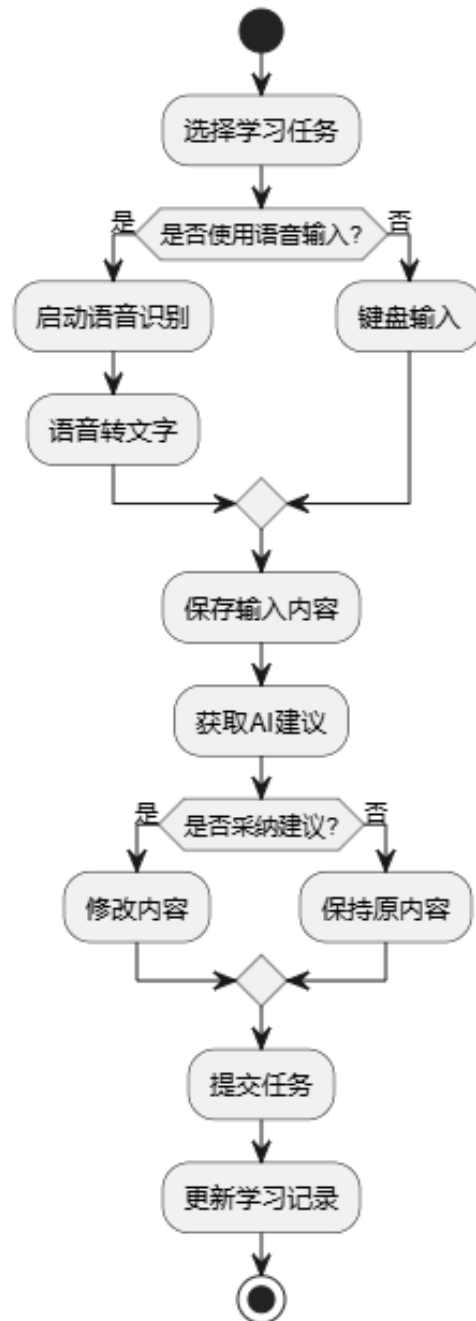 选择学习任务
是
是否使用语音输入?
否
启动语音识别
键盘输入
语音转文字
保存输入内容
获取AI建议
是
是否采纳建议?
否
修改内容
保持原内容
提交任务
更新学习记录